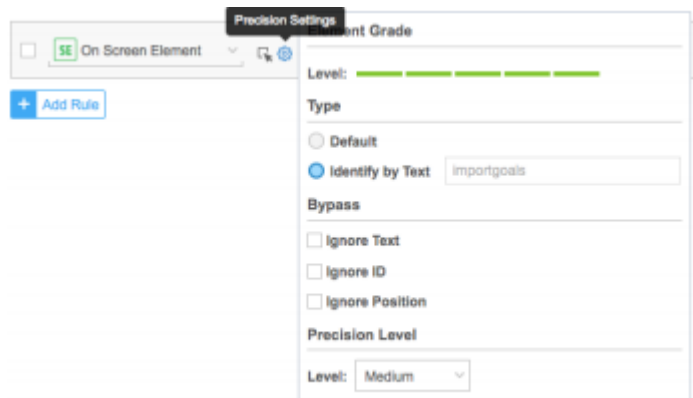 Precision Settings
Element Grade
SE On Screen Element
Level:
+ Add Rule
Type
Default
Identify by Text importgoals
Bypass
Ignore Text
Ignore ID
Ignore Position
Precision Level
Level: Medium